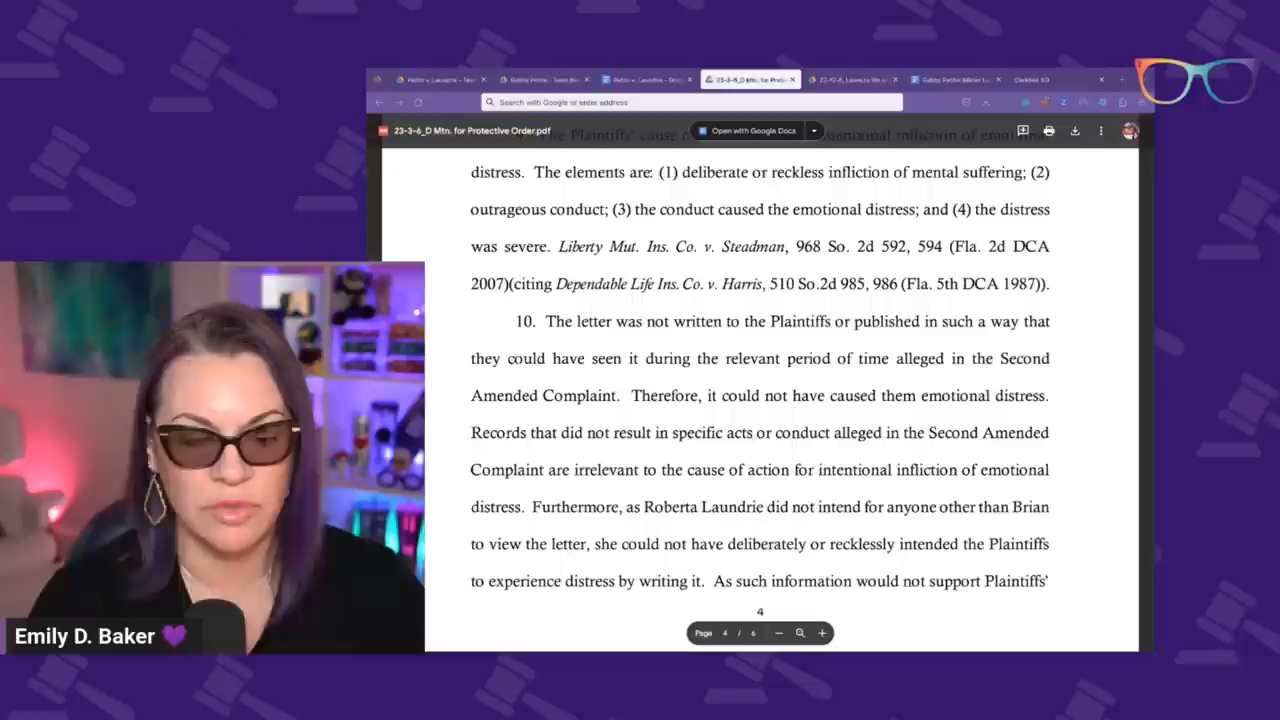 Search with Google or enter address
23-3-6_D Mtn. for Protective Order.pdf
Open with Google Docs
distress. The elements are: (1) deliberate or reckless infliction of mental suffering; (2)
outrageous conduct; (3) the conduct caused the emotional distress; and (4) the distress
was severe. Liberty Mut. Ins. Co. v. Steadman, 968 So. 2d 592, 594 (Fla. 2d DCA
2007)(citing Dependable Life Ins. Co. v. Harris, 510 So.2d 985, 986 (Fla. 5th DCA 1987)).
10. The letter was not written to the Plaintiffs or published in such a way that
they could have seen it during the relevant period of time alleged in the Second
Amended Complaint. Therefore, it could not have caused them emotional distress.
Records that did not result in specific acts or conduct alleged in the Second Amended
Complaint are irrelevant to the cause of action for intentional infliction of emotional
distress. Furthermore, as Roberta Laundrie did not intend for anyone other than Brian
to view the letter, she could not have deliberately or recklessly intended the Plaintiffs
to experience distress by writing it. As such information would not support Plaintiffs'
4
Page 4 / 6
Emily D. Baker